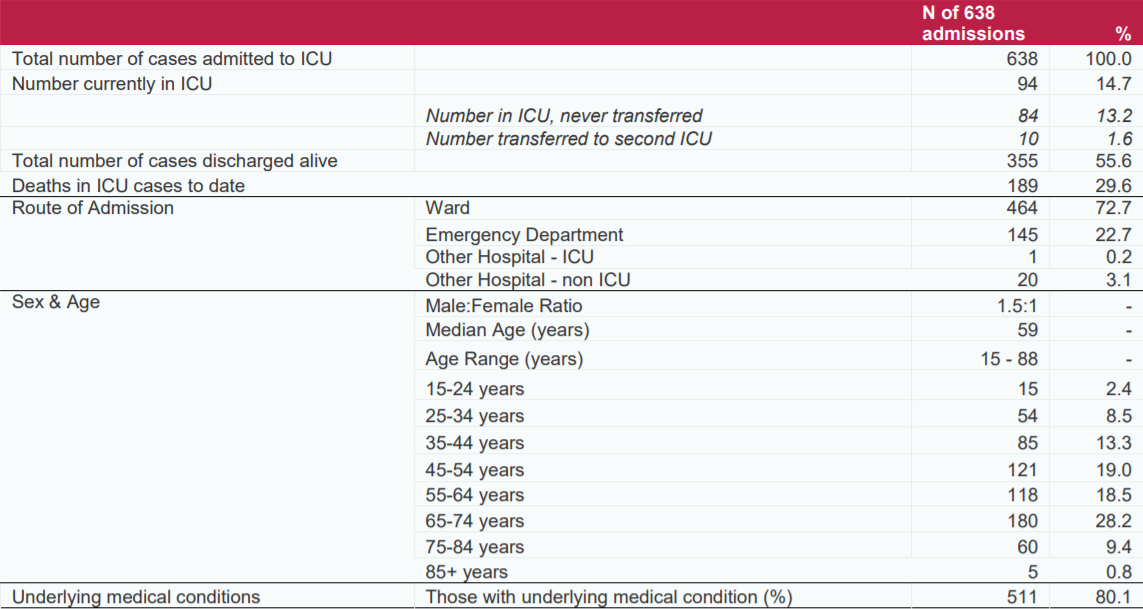 N of 638
admissions %
Total number of cases admitted to ICU 638 100.0
Number currently in ICU 94 14.7
Number in ICU, never transferred 84 13.2
Number transferred to second ICU 10 1.6
Total number of cases discharged alive 355 55.6
Deaths in ICU cases to date 189 29.6
Route of Admission Ward 464 72.7
Emergency Department 145 22.7
Other Hospital - ICU 1 0.2
Other Hospital - non ICU 20 3.1
Sex & Age Male:Female Ratio 1.5:1 -
Median Age (years) 59 -
Age Range (years) 15 - 88 -
15-24 years 15 2.4
25-34 years 54 8.5
35-44 years 85 13.3
45-54 years 121 19.0
55-64 years 118 18.5
65-74 years 180 28.2
75-84 years 60 9.4
85+ years 5 0.8
Underlying medical conditions Those with underlying medical condition (%) 511 80.1